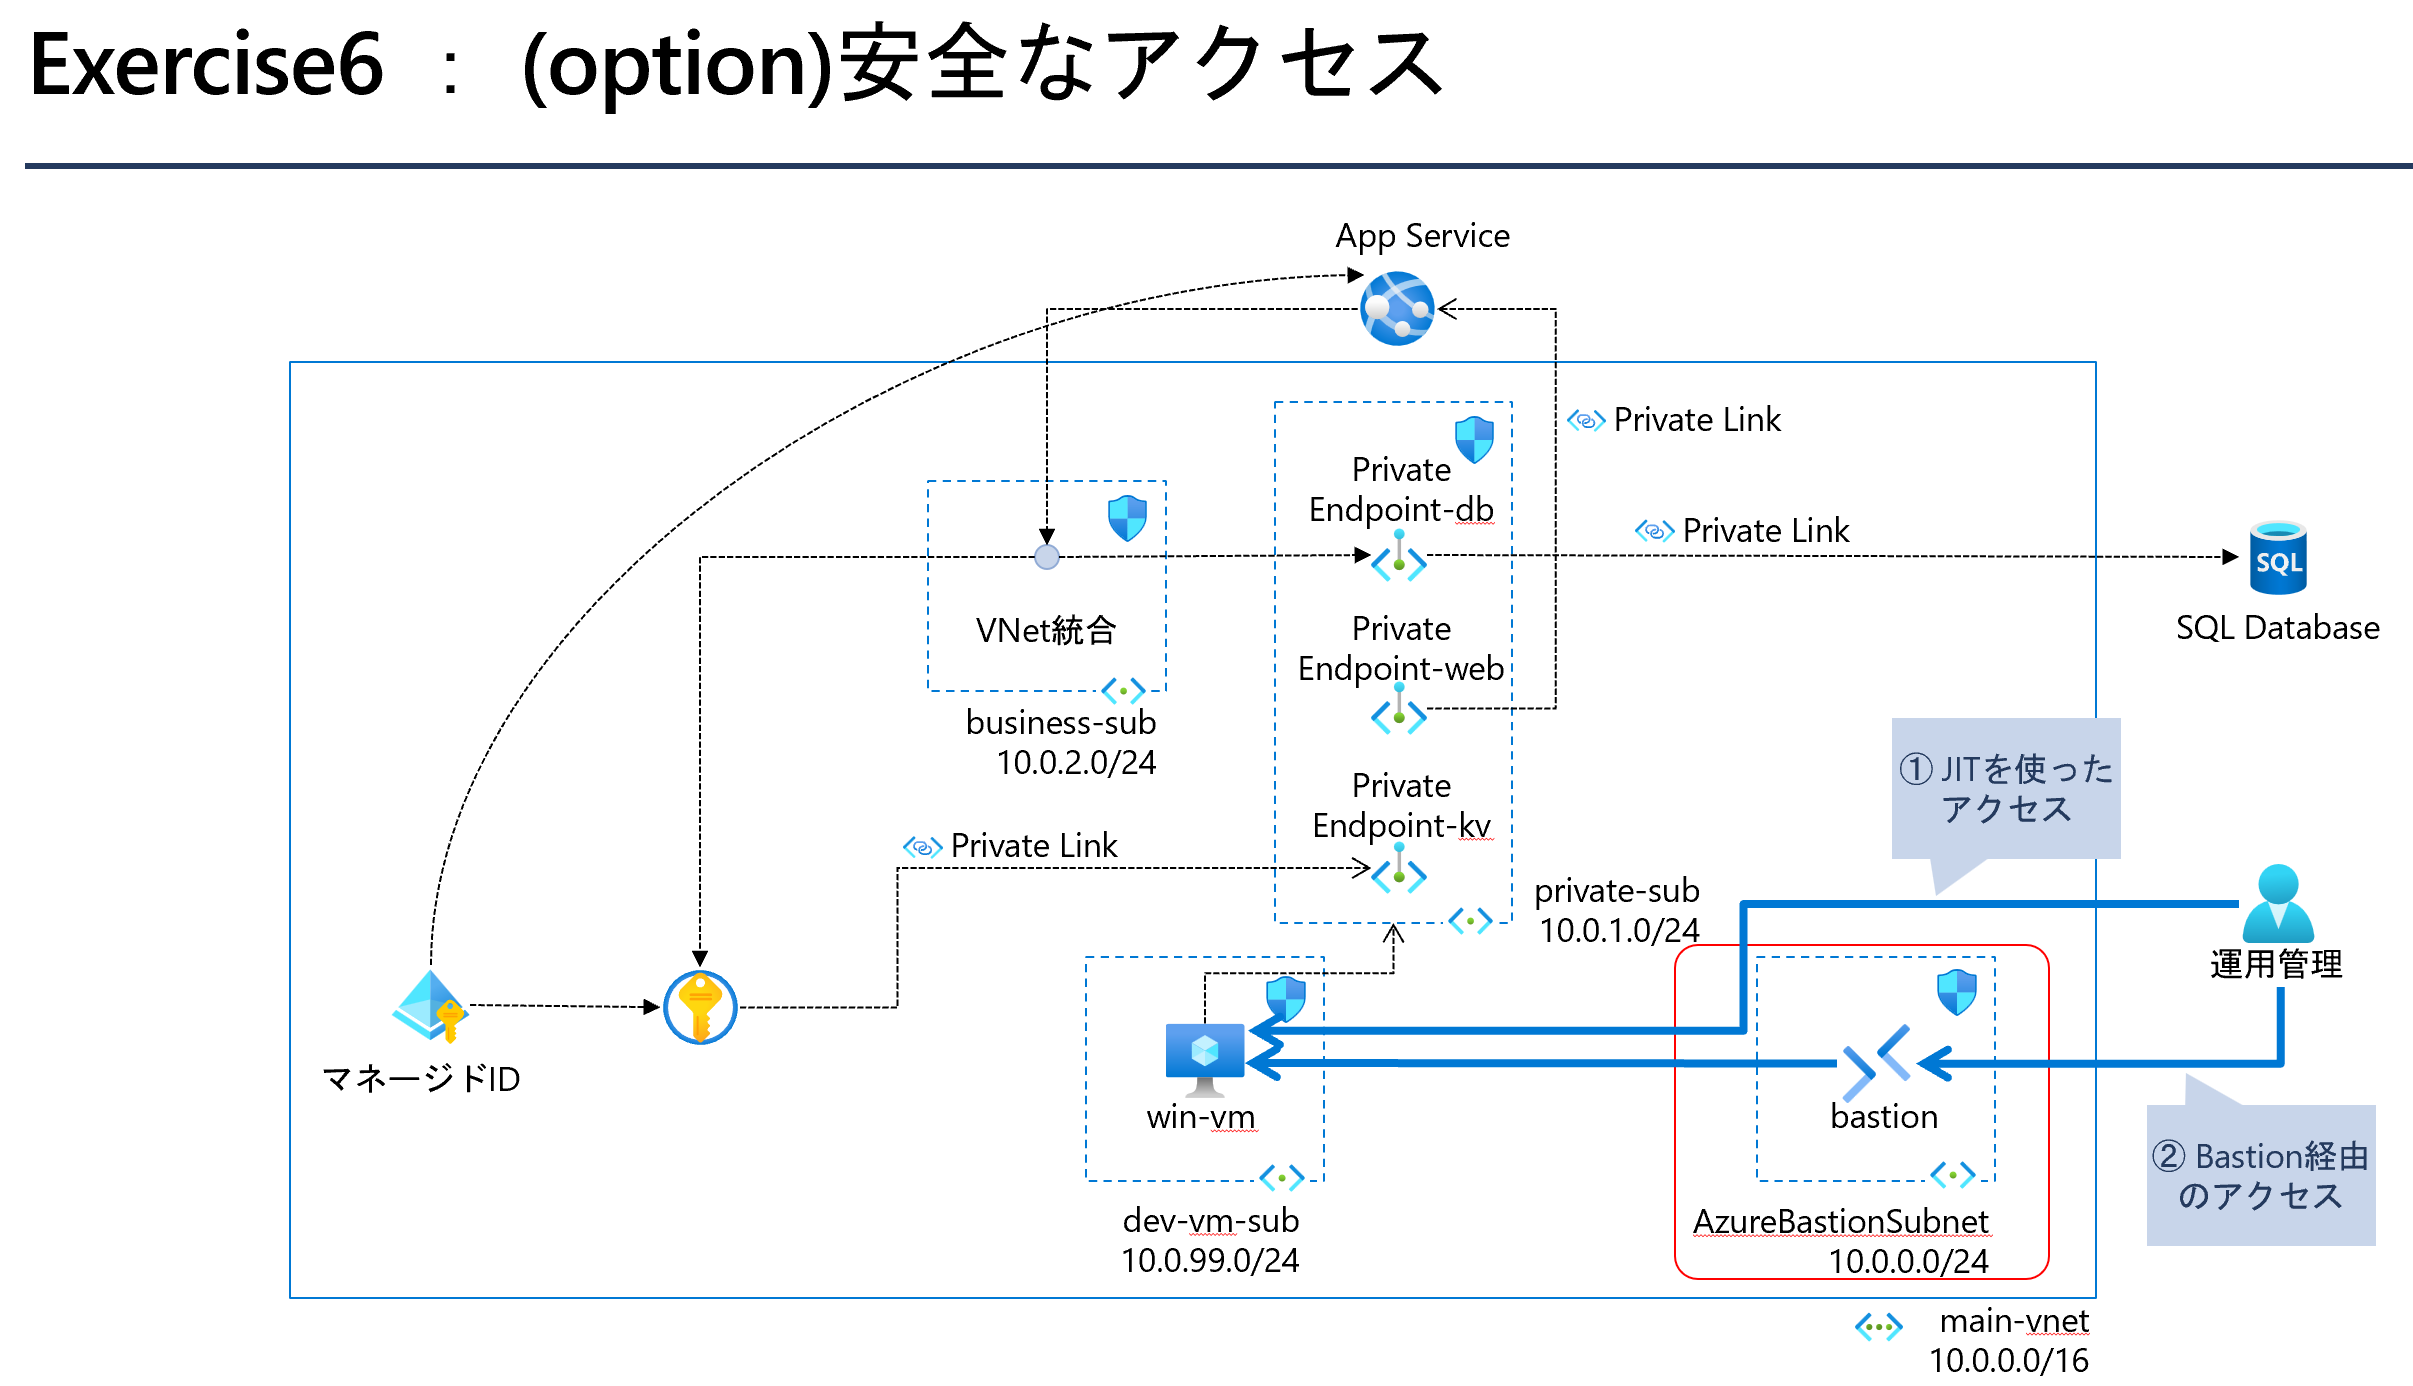 Exercise6 ： (option)安全なアクセス
App Service
Private Link
Private
Endpoint-db
Private Link
SQL
SQL Database
VNet統合
business-sub
10.0.2.0/24
Private
Endpoint-web
Private
Endpoint-kv
Private Link
private-sub
10.0.1.0/24
① JITを使った
アクセス
運用管理
マネージドID
win-vm
dev-vm-sub
10.0.99.0/24
bastion
AzureBastionSubnet
10.0.0.0/24
② Bastion経由
のアクセス
main-vnet
10.0.0.0/16